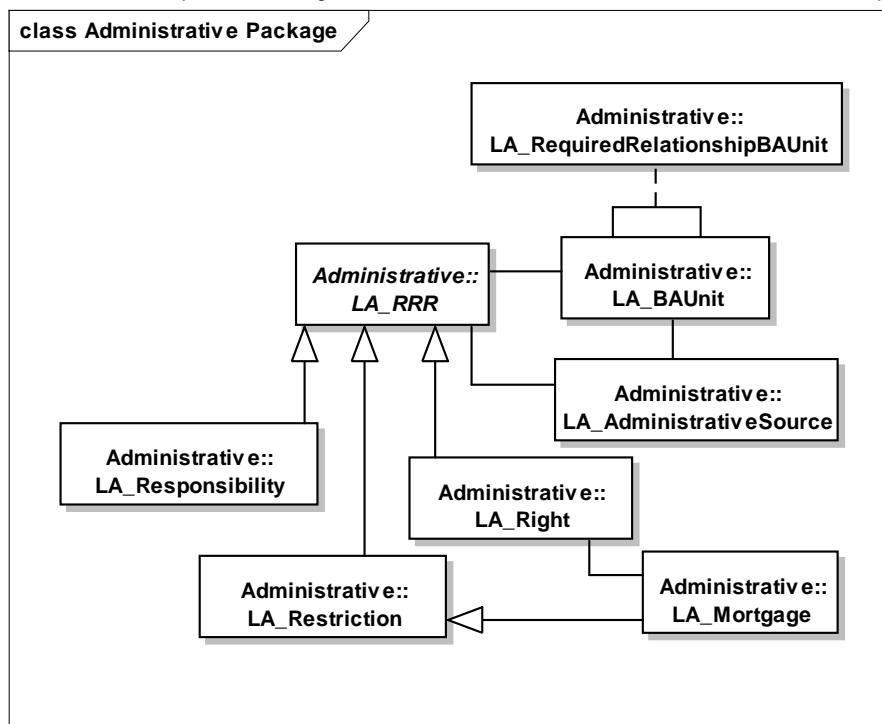 class Administrative Package
Administrative::
LA_RequiredRelationshipBAUnit
Administrative::
LA_RRR
Administrative::
LA_BAUnit
Administrative::
LA_AdministrativeSource
Administrative::
LA_Responsibility
Administrative::
LA_Right
Administrative::
LA_Restriction
Administrative::
LA_Mortgage